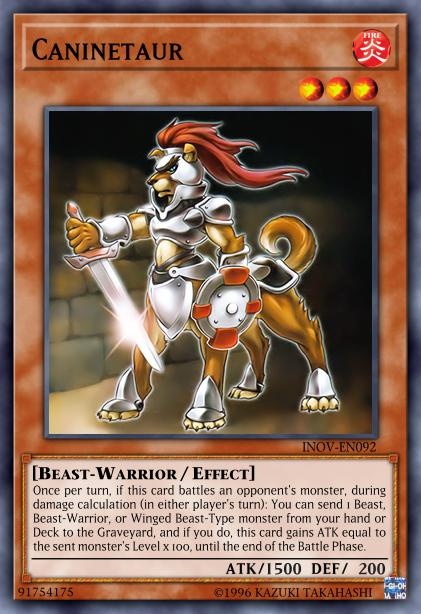 CANINETAUR
FIRE
炎
INOV-EN092
[BEAST-WARRIOR / EFFECT]
Once per turn, if this card battles an opponent's monster, during
damage calculation (in either player's turn): You can send 1 Beast,
Beast-Warrior, or Winged Beast-Type monster from your hand or
Deck to the Graveyard, and if you do, this card gains ATK equal to
the sent monster's Level x 100, until the end of the Battle Phase.
ATK/1500 DEF/ 200
91754175
©1996 KAZUKI TAKAHASHI